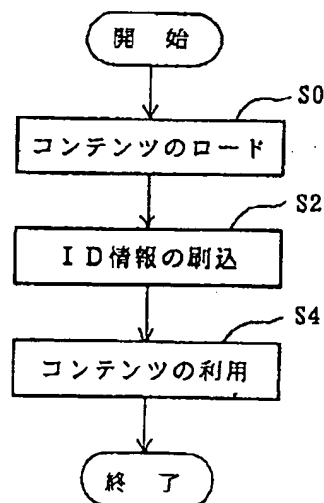 開 始
S0
コンテンツのロード
S2
ID情報の刷込
S4
コンテンツの利用
終 了